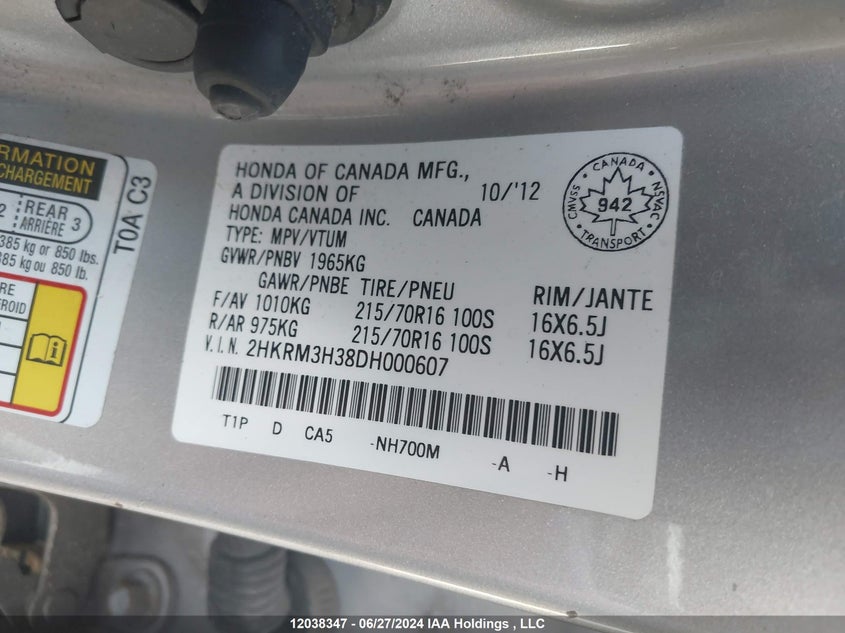 RMATION
CHARGEMENT
2 REAR 3
ARRIÈRE
385 kg or 850 lbs.
385 kg ou 850 lb.
TOA C3
HONDA OF CANADA MFG.,
A DIVISION OF 10/'12
HONDA CANADA INC. CANADA
TYPE: MPV/VTUM
GVWR/PNBV 1965KG
GAWR/PNBE TIRE/PNEU RIM/JANTE
F/AV 1010KG 215/70R16 100S 16X6.5J
R/AR 975KG 215/70R16 100S 16X6.5J
V.I.N. 2HKRM3H38DH000607
T1P D CA5 -NH700M -A -H
CANADA
CMVSS 942 NSVAC
TRANSPORT
12038347 - 06/27/2024 IAA Holdings , LLC